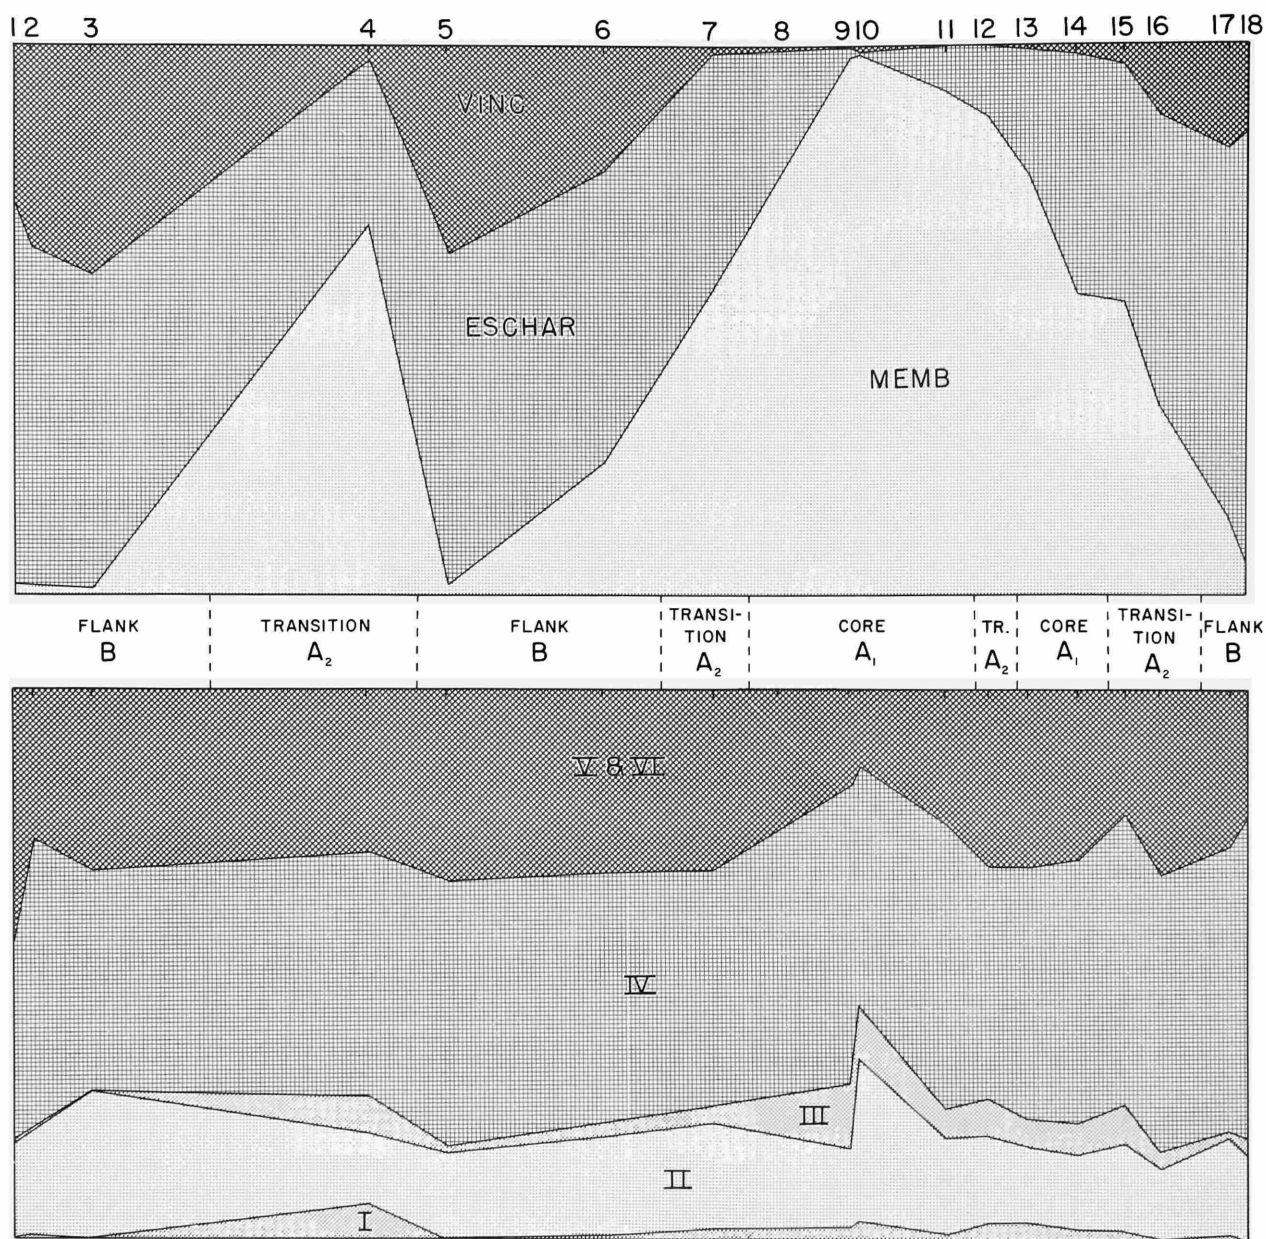 1 2 3 4 5 6 7 8 9 10 11 12 13 14 15 16 17 18
VINC
ESCHAR
MEMB
FLANK B
TRANSITION A₂
FLANK B
TRANSI-
TION A₂
CORE A₁
TR. A₂
CORE A₁
TRANSI-
TION A₂
FLANK B
V & VI
IV
III
II
I